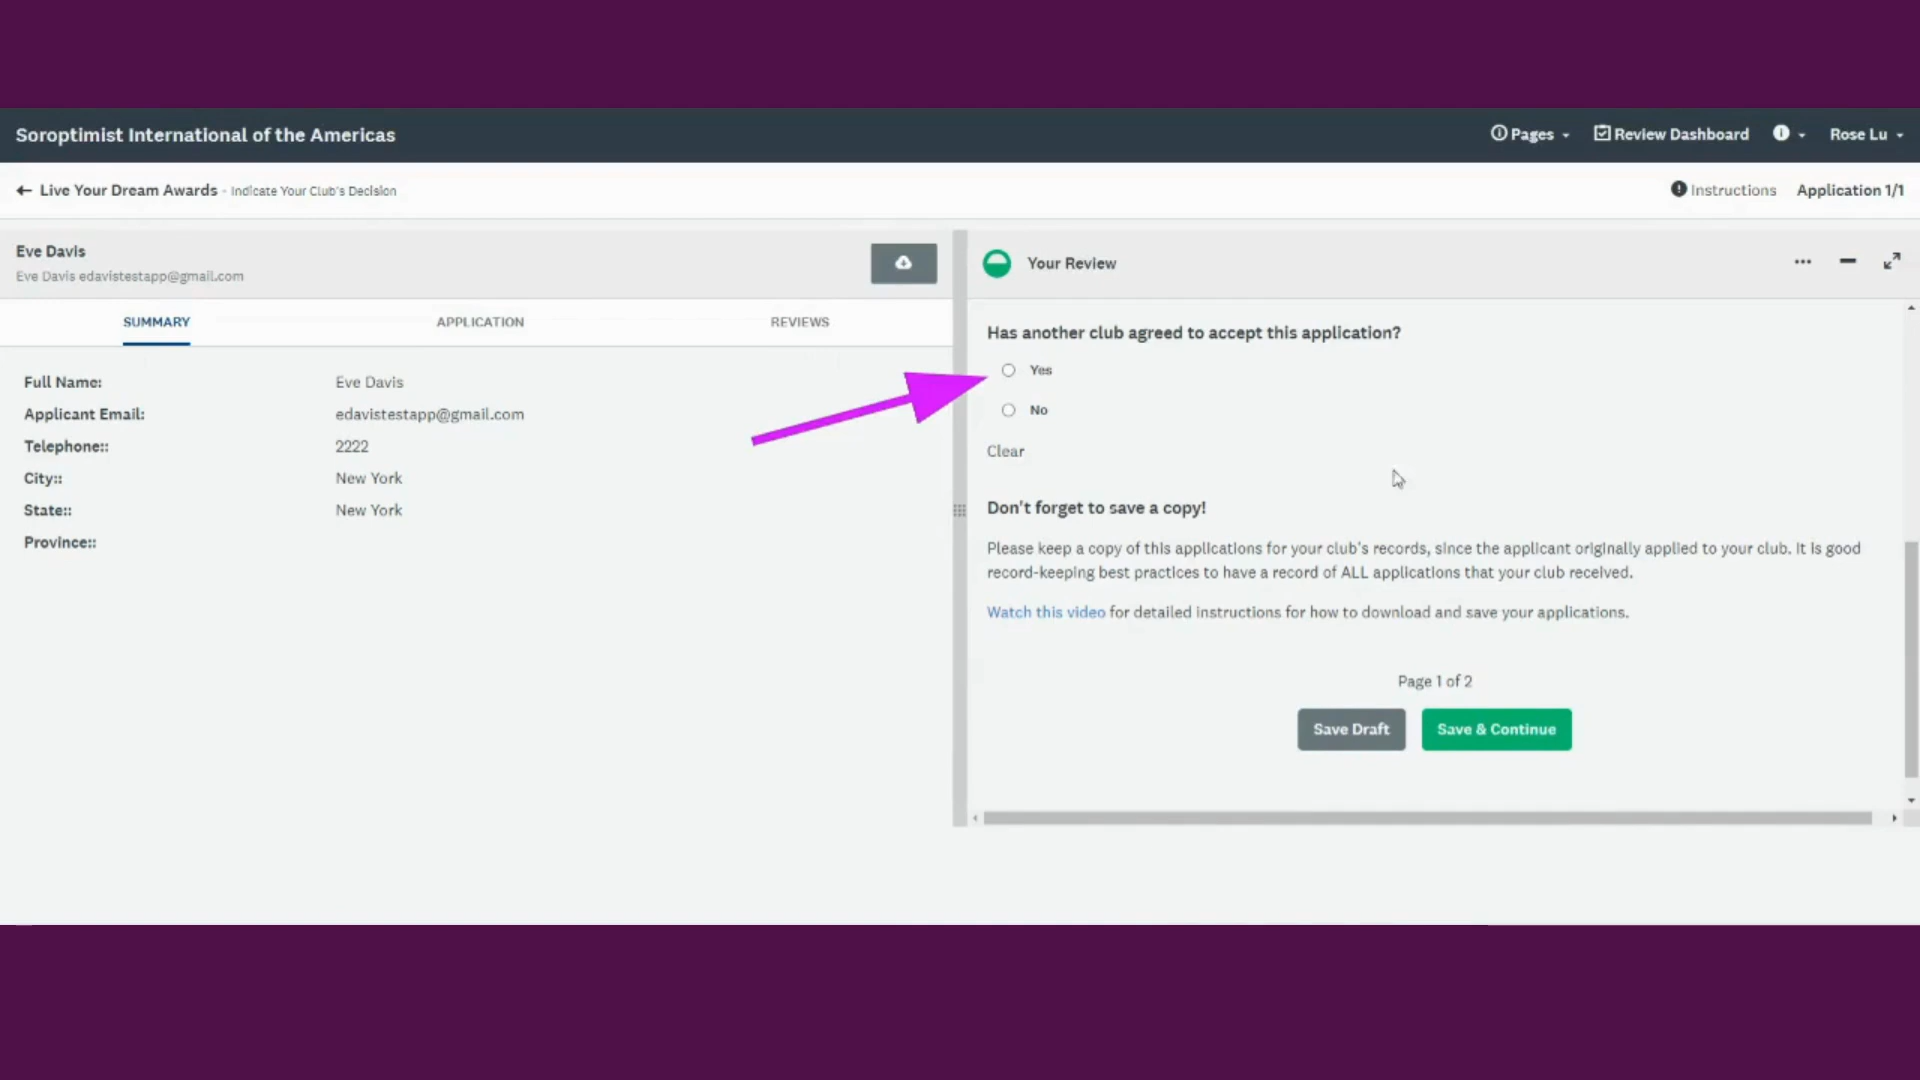 Soroptimist International of the Americas
Pages
Review Dashboard
Rose Lu
Live Your Dream Awards - Indicate Your Club's Decision
Instructions
Application 1/1
Eve Davis
Eve Davis edavistestapp@gmail.com
SUMMARY
APPLICATION
REVIEWS
Full Name: Eve Davis
Applicant Email: edavistestapp@gmail.com
Telephone:: 2222
City:: New York
State:: New York
Province::
Your Review
Has another club agreed to accept this application?
Yes
No
Clear
Don't forget to save a copy!
Please keep a copy of this applications for your club's records, since the applicant originally applied to your club. It is good
record-keeping best practices to have a record of ALL applications that your club received.
Watch this video for detailed instructions for how to download and save your applications.
Page 1 of 2
Save Draft
Save & Continue